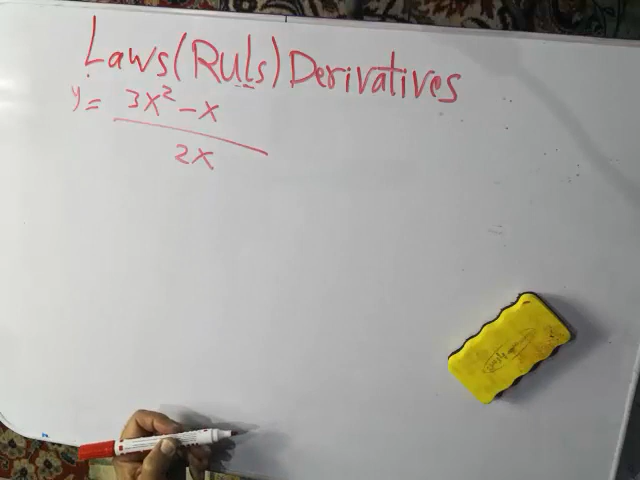 Laws(Ruls) Derivatives
y = 3x² - x
2x